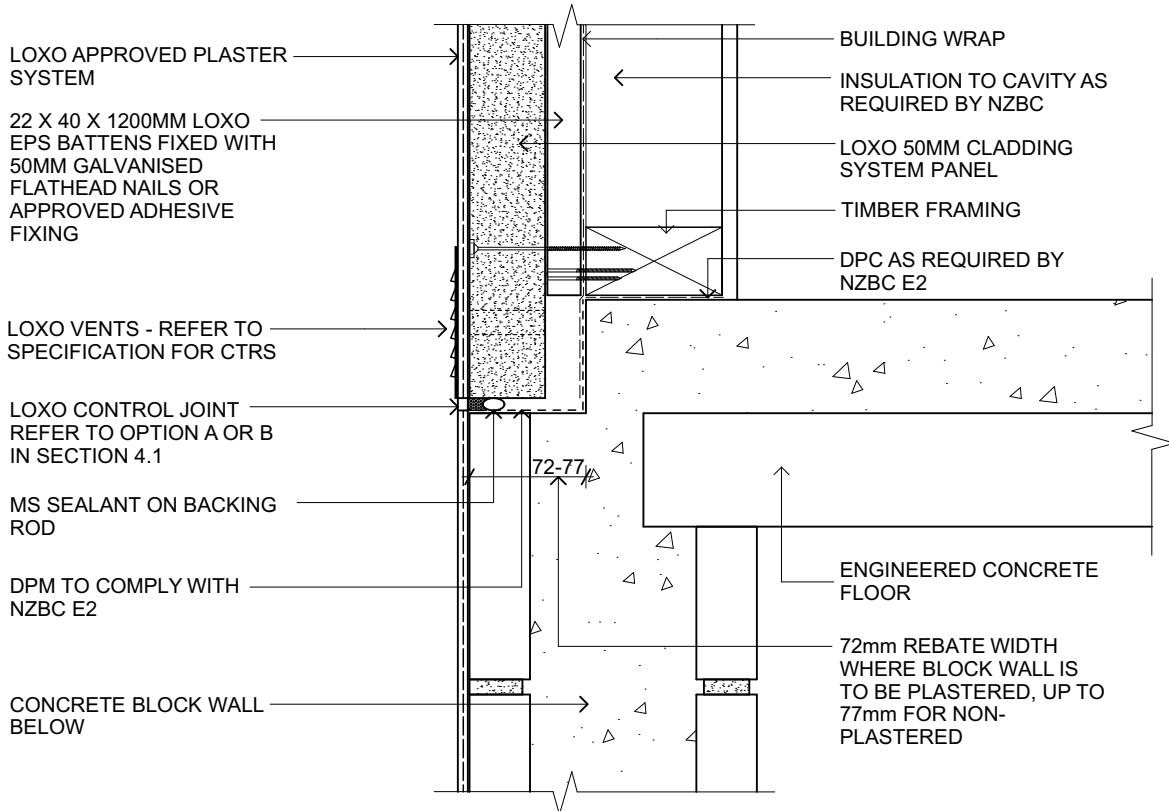 LOXO APPROVED PLASTER
SYSTEM
22 X 40 X 1200MM LOXO
EPS BATTENS FIXED WITH
50MM GALVANISED
FLATHEAD NAILS OR
APPROVED ADHESIVE
FIXING
LOXO VENTS - REFER TO
SPECIFICATION FOR CTRS
LOXO CONTROL JOINT
REFER TO OPTION A OR B
IN SECTION 4.1
MS SEALANT ON BACKING
ROD
DPM TO COMPLY WITH
NZBC E2
CONCRETE BLOCK WALL
BELOW
72-77
BUILDING WRAP
INSULATION TO CAVITY AS
REQUIRED BY NZBC
LOXO 50MM CLADDING
SYSTEM PANEL
TIMBER FRAMING
DPC AS REQUIRED BY
NZBC E2
ENGINEERED CONCRETE
FLOOR
72mm REBATE WIDTH
WHERE BLOCK WALL IS
TO BE PLASTERED, UP TO
77mm FOR NON-
PLASTERED